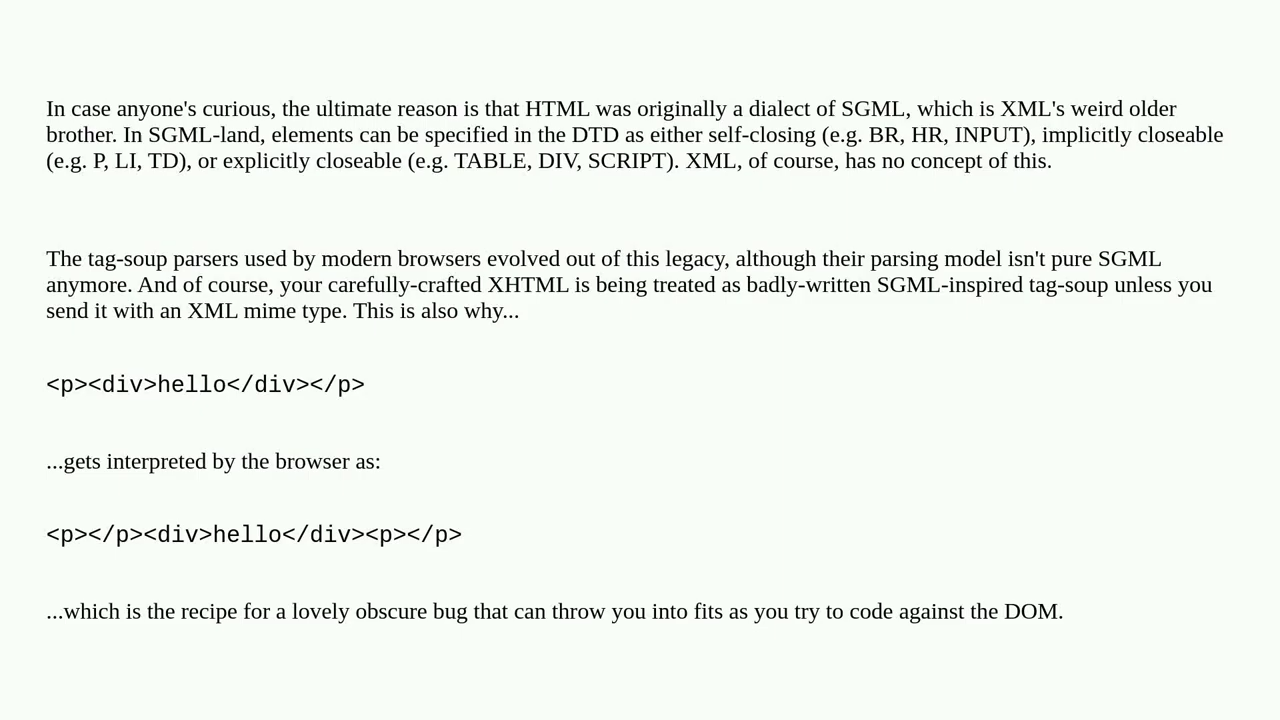 In case anyone's curious, the ultimate reason is that HTML was originally a dialect of SGML, which is XML's weird older
brother. In SGML-land, elements can be specified in the DTD as either self-closing (e.g. BR, HR, INPUT), implicitly closeable
(e.g. P, LI, TD), or explicitly closeable (e.g. TABLE, DIV, SCRIPT). XML, of course, has no concept of this.
The tag-soup parsers used by modern browsers evolved out of this legacy, although their parsing model isn't pure SGML
anymore. And of course, your carefully-crafted XHTML is being treated as badly-written SGML-inspired tag-soup unless you
send it with an XML mime type. This is also why...
<p><div>hello</div></p>
...gets interpreted by the browser as:
<p></p><div>hello</div><p></p>
...which is the recipe for a lovely obscure bug that can throw you into fits as you try to code against the DOM.